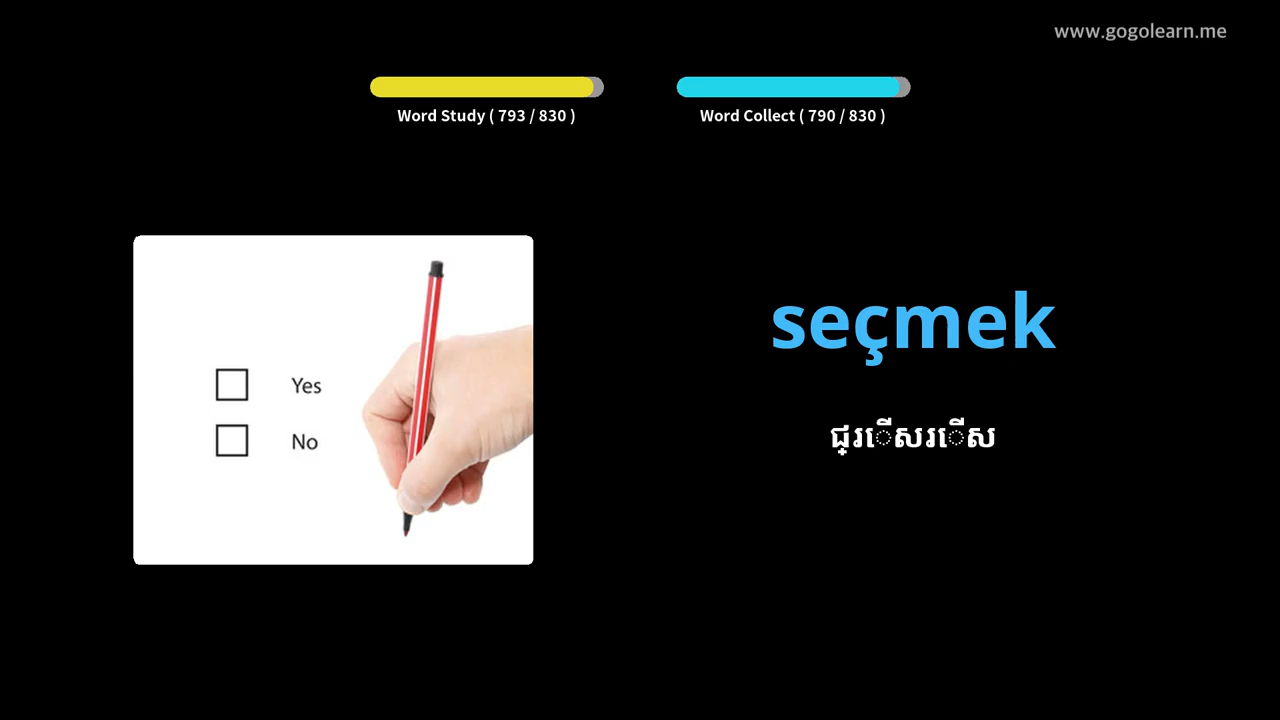 www.gogolearn.me
Word Study ( 793 / 830 )
Word Collect ( 790 / 830 )
seçmek
Yes
ជ្រើសរើស
No